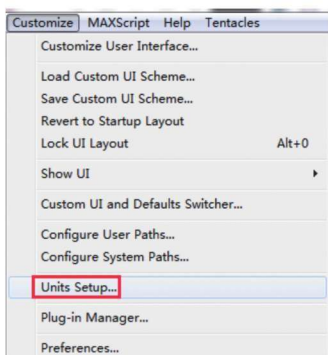 Customize MAXScript Help Tentacles
Customize User Interface...
Load Custom UI Scheme...
Save Custom UI Scheme...
Revert to Startup Layout
Lock UI Layout Alt+0
Show UI
Custom UI and Defaults Switcher...
Configure User Paths...
Configure System Paths...
Units Setup...
Plug-in Manager...
Preferences...